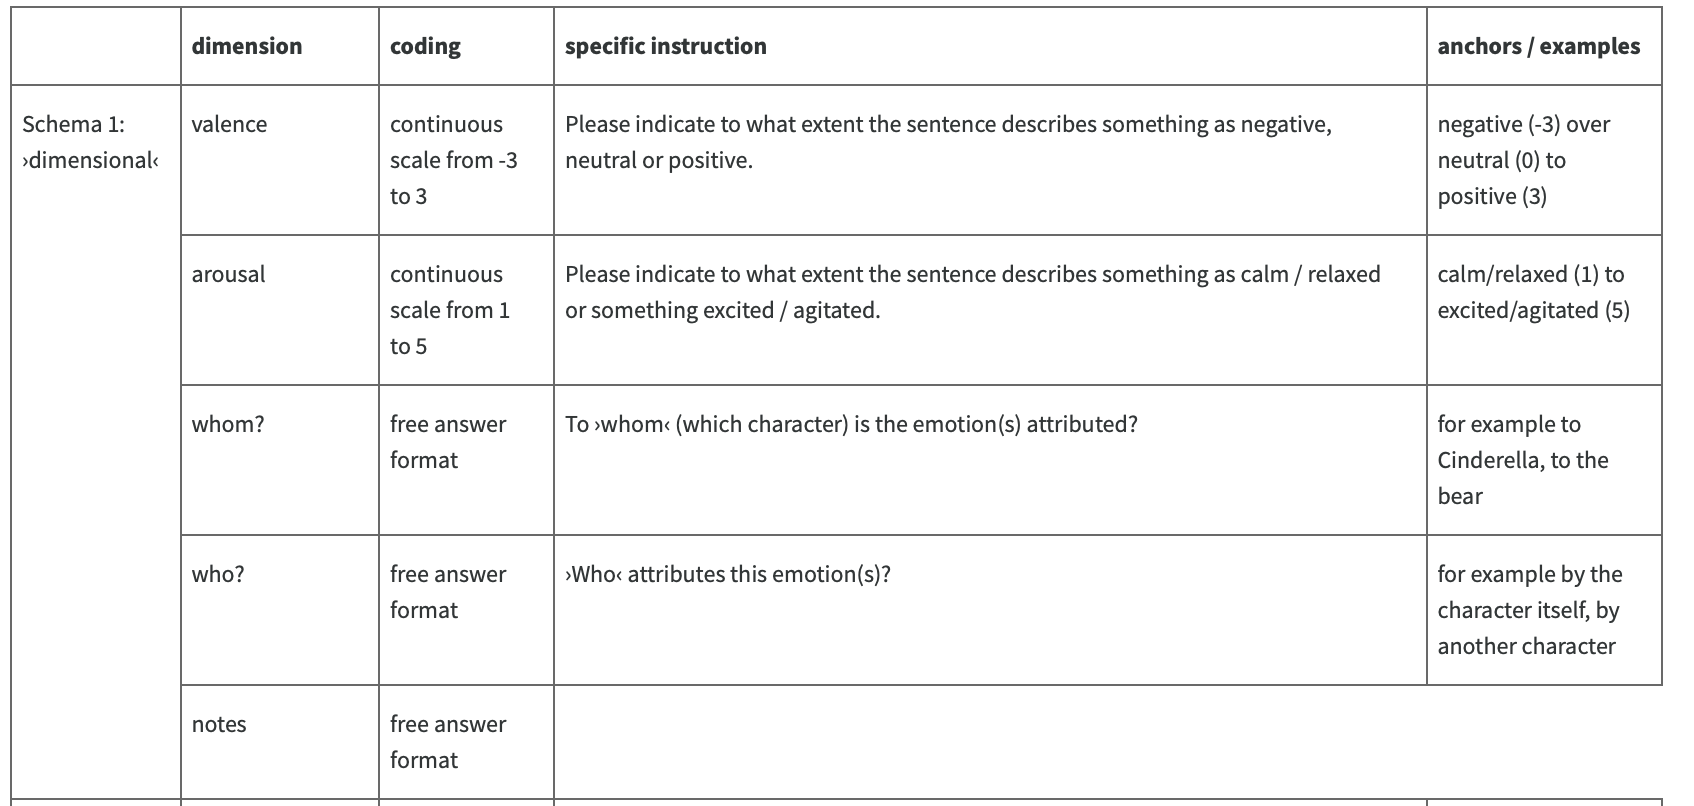 dimension
coding
specific instruction
anchors / examples
Schema 1:
›dimensional‹
valence
continuous
scale from -3
to 3
Please indicate to what extent the sentence describes something as negative,
neutral or positive.
negative (-3) over
neutral (0) to
positive (3)
arousal
continuous
scale from 1
to 5
Please indicate to what extent the sentence describes something as calm / relaxed
or something excited / agitated.
calm/relaxed (1) to
excited/agitated (5)
whom?
free answer
format
To ›whom‹ (which character) is the emotion(s) attributed?
for example to
Cinderella, to the
bear
who?
free answer
format
›Who‹ attributes this emotion(s)?
for example by the
character itself, by
another character
notes
free answer
format